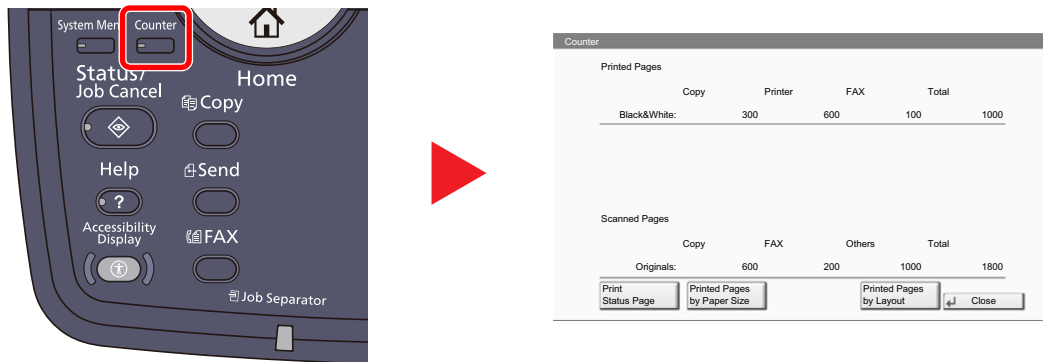 System Men Counter
Status/
Job Cancel
Home
Copy
Help
Send
?
Accessibility
Display
FAX
Job Separator
Counter
Printed Pages
Copy Printer FAX Total
Black&White: 300 600 100 1000
Scanned Pages
Copy FAX Others Total
Originals: 600 200 1000 1800
Print
Status Page
Printed Pages
by Paper Size
Printed Pages
by Layout
Close